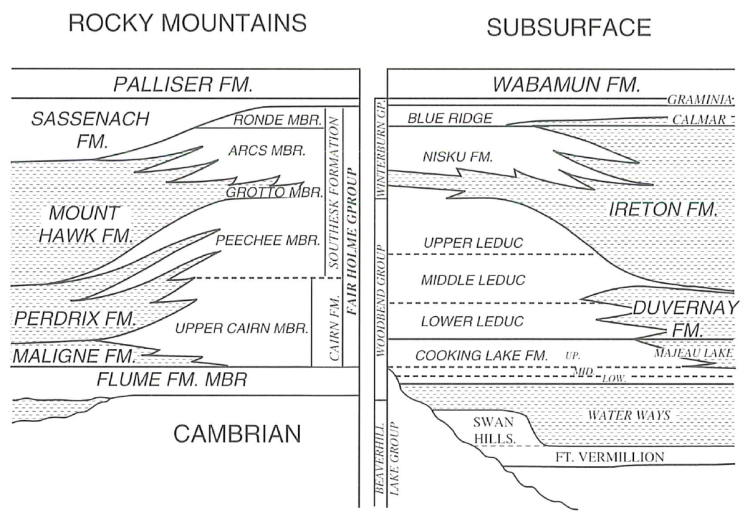 ROCKY MOUNTAINS
SUBSURFACE
PALLISER FM.
WABAMUN FM.
GRAMINIA
SASSENACH
FM.
RONDE MBR.
BLUE RIDGE
CALMAR
ARCS MBR.
NISKU FM.
GROTTO MBR.
MOUNT
HAWK FM.
IRETON FM.
PEECHEE MBR.
UPPER LEDUC
MIDDLE LEDUC
PERDRIX FM.
UPPER CAIRN MBR.
LOWER LEDUC
DUVERNAY
FM.
MALIGNE FM.
COOKING LAKE FM. UP.
MAJEAU LAKE
MID
LOW.
FLUME FM. MBR
CAMBRIAN
SWAN
HILLS.
WATER WAYS
FT. VERMILLION
SOUTHESK FORMATION
CAIRN FM.
FAIR HOLME GPROUP
WINTERBURN GP.
WOODBEND GROUP
BEAVERHILL
LAKE GROUP